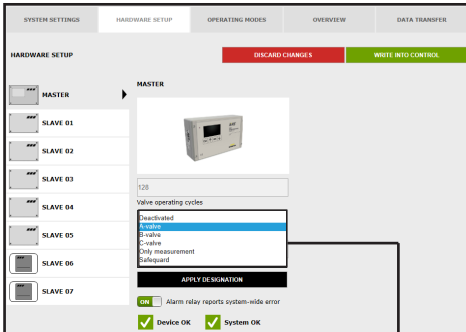 SYSTEM SETTINGS
HARDWARE SETUP
OPERATING MODES
OVERVIEW
DATA TRANSFER
HARDWARE SETUP
DISCARD CHANGES
WRITE INTO CONTROL
MASTER
SLAVE 01
SLAVE 02
SLAVE 03
SLAVE 04
SLAVE 05
SLAVE 06
SLAVE 07
MASTER
128
Valve operating cycles
Deactivated
A-valve
B-valve
C-valve
Only measurement
Safeguard
APPLY DESIGNATION
ON
Alarm relay reports system-wide error
Device OK
System OK